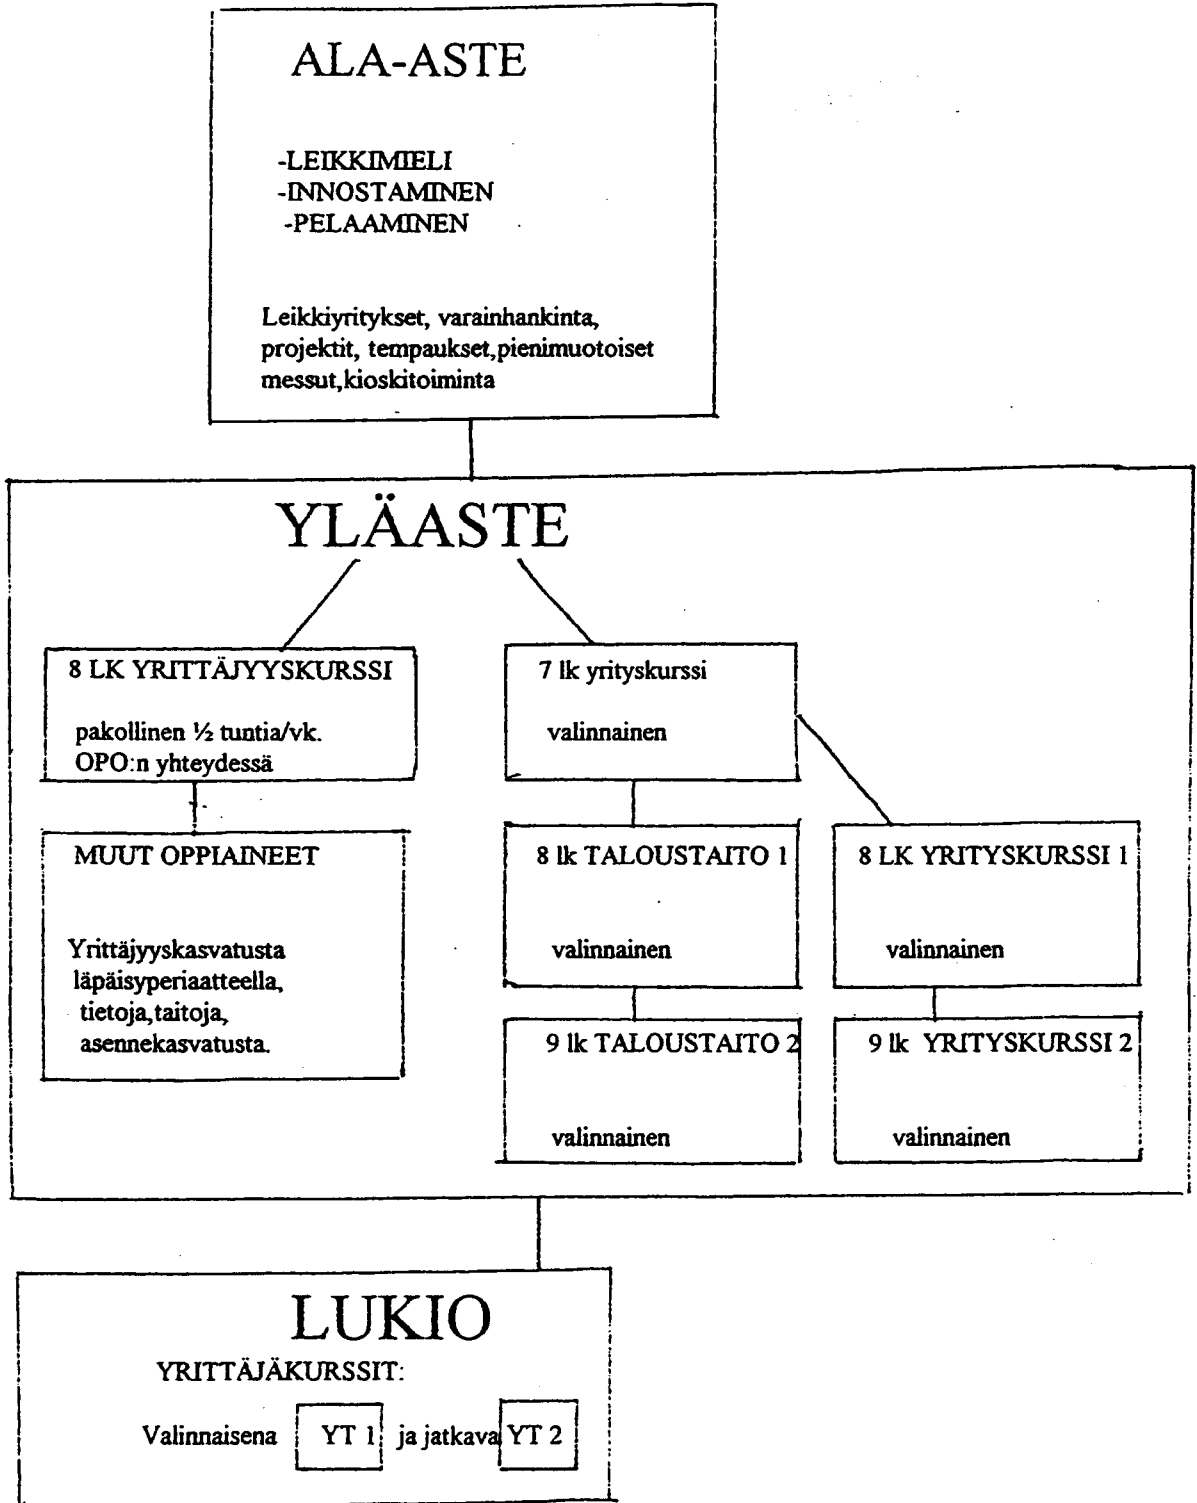 ALA-ASTE
-LEIKKIMIELI
-INNOSTAMINEN
-PELAAMINEN
Leikkiyritykset, varainhankinta,
projektit, tempaukset,pienimuotoiset
messut,kioskitoiminta
YLÄASTE
8 LK YRITTÄJYYSKURSSI
pakollinen ½ tuntia/vk.
OPO:n yhteydessä
7 lk yrityskurssi
valinnainen
MUUT OPPIAINEET
Yrittäjyyskasvatusta
läpäisyperiaatteella,
tietoja,taitoja,
asennekasvatusta.
8 lk TALOUSTAITO 1
valinnainen
8 LK YRITYSKURSSI 1
valinnainen
9 lk TALOUSTAITO 2
valinnainen
9 lk YRITYSKURSSI 2
valinnainen
LUKIO
YRITTÄJÄKURSSIT:
Valinnaisena YT 1 ja jatkava YT 2